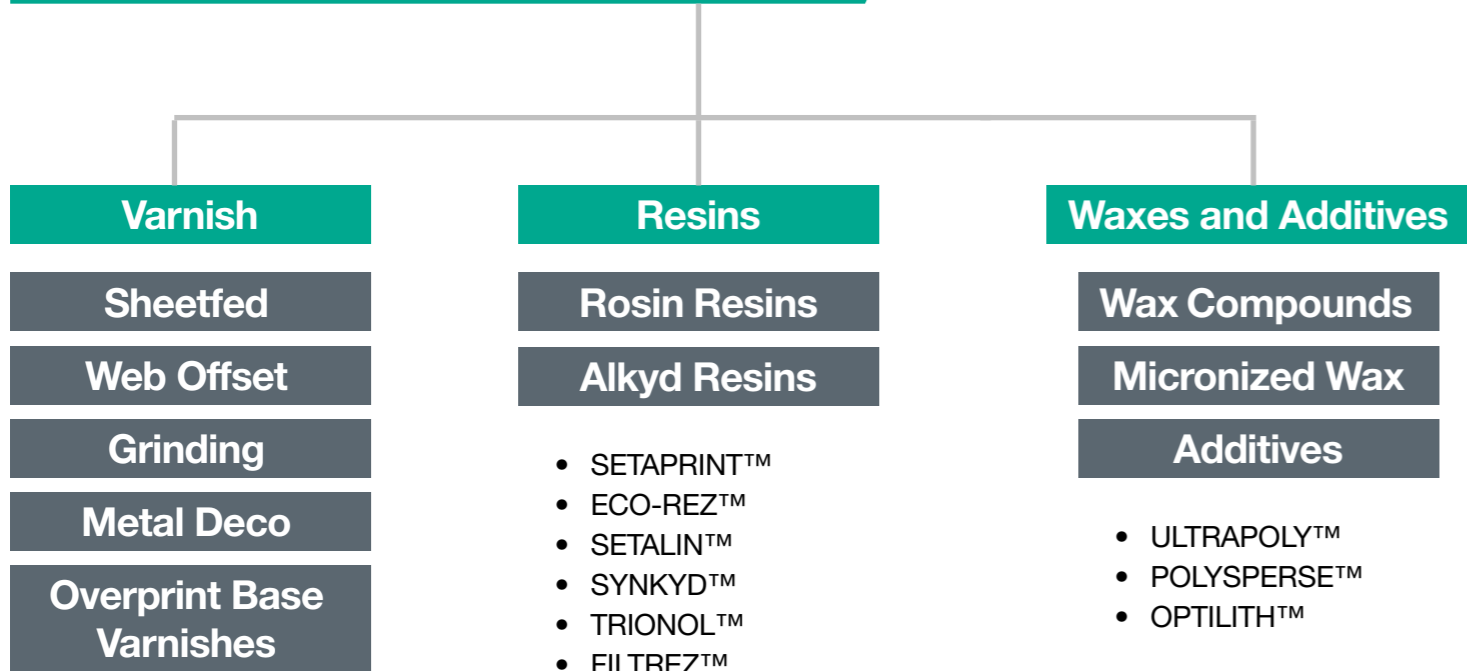 Varnish
Sheetfed
Web Offset
Grinding
Metal Deco
Overprint Base
Varnishes
Resins
Rosin Resins
Alkyd Resins
• SETAPRINT™
• ECO-REZ™
• SETALIN™
• SYNKYD™
• TRIONOL™
• FILTREZ™
Waxes and Additives
Wax Compounds
Micronized Wax
Additives
• ULTRAPOLY™
• POLYSPERSE™
• OPTILITH™